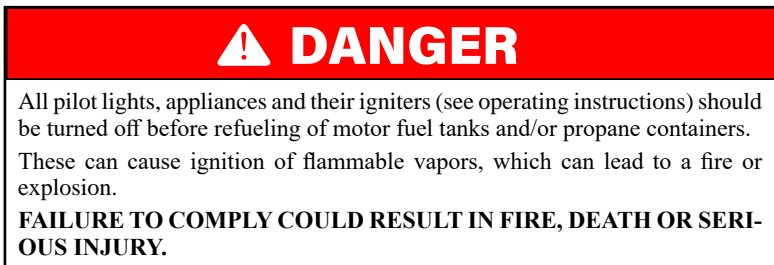 DANGER
All pilot lights, appliances and their igniters (see operating instructions) should
be turned off before refueling of motor fuel tanks and/or propane containers.
These can cause ignition of flammable vapors, which can lead to a fire or
explosion.
FAILURE TO COMPLY COULD RESULT IN FIRE, DEATH OR SERI-
OUS INJURY.